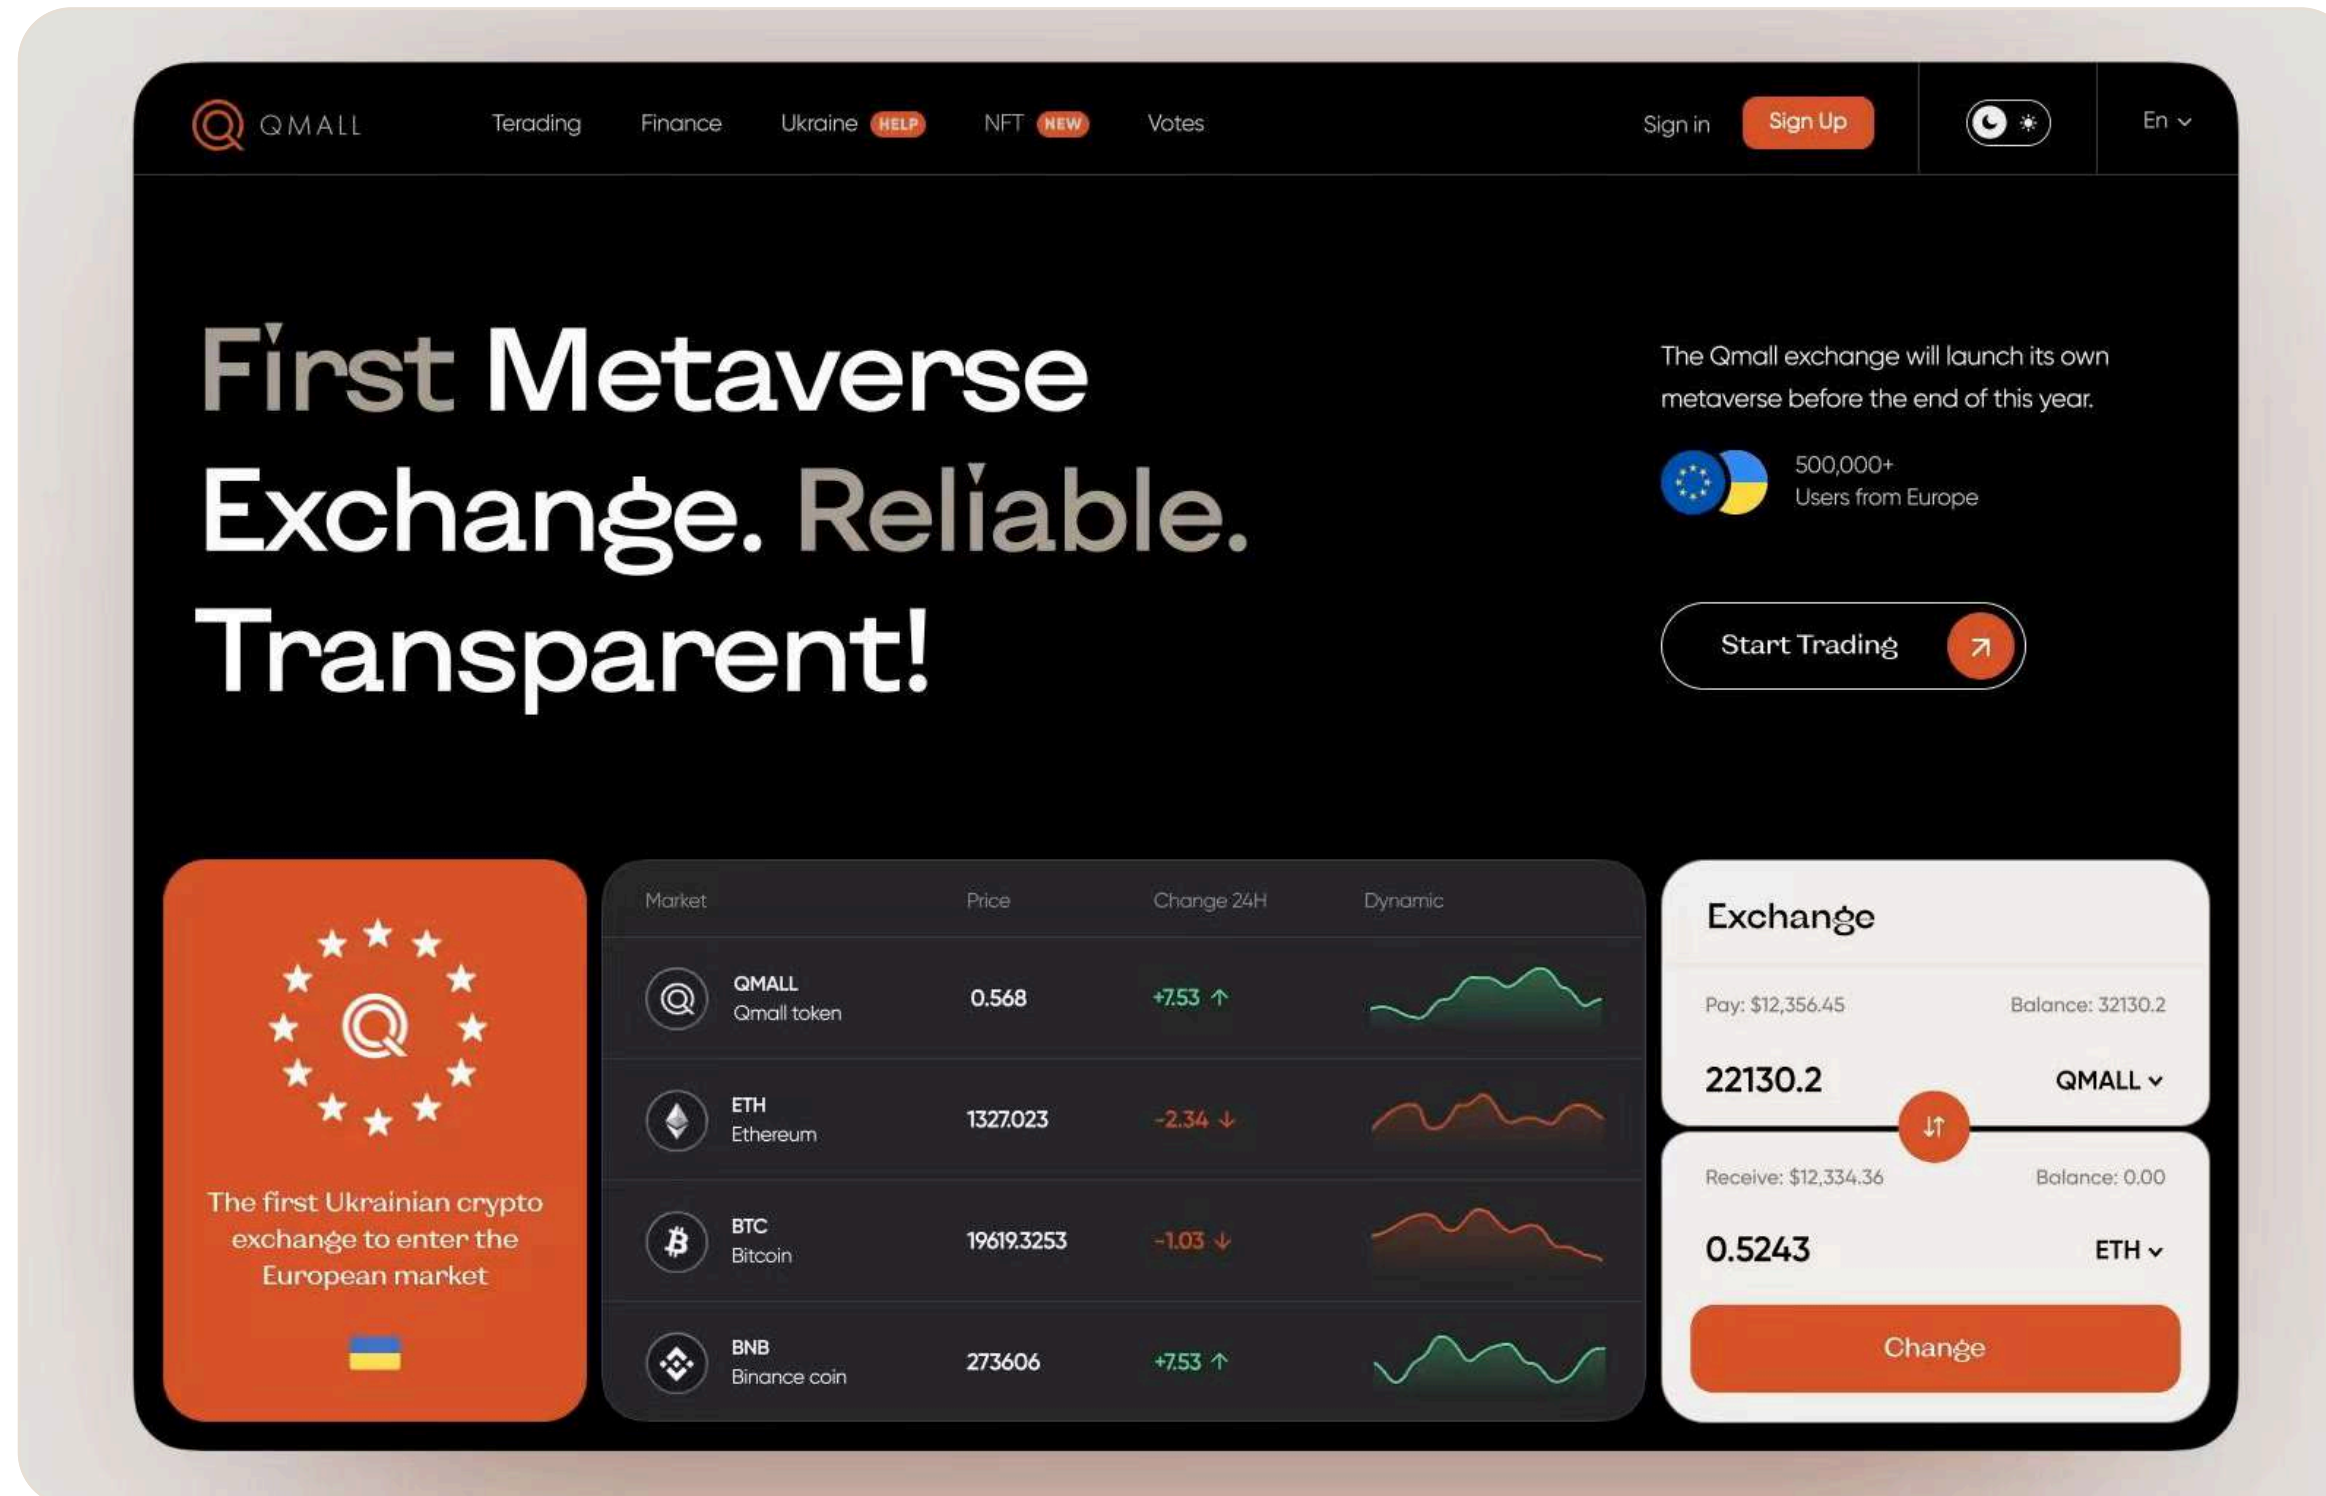 QMALL
Terading
Finance
Ukraine HELP
NFT NEW
Votes
Sign in
Sign Up
En
First Metaverse
Exchange. Reliable.
Transparent!
The Qmall exchange will launch its own
metaverse before the end of this year.
500,000+
Users from Europe
Start Trading
The first Ukrainian crypto
exchange to enter the
European market
Market Price Change 24H Dynamic
QMALL
Qmall token
0.568
+7.53
ETH
Ethereum
1327.023
-2.34
BTC
Bitcoin
19619.3253
-1.03
BNB
Binance coin
273606
+7.53
Exchange
Pay: $12,356.45
Balance: 32130.2
22130.2
QMALL
Receive: $12,334.36
Balance: 0.00
0.5243
ETH
Change